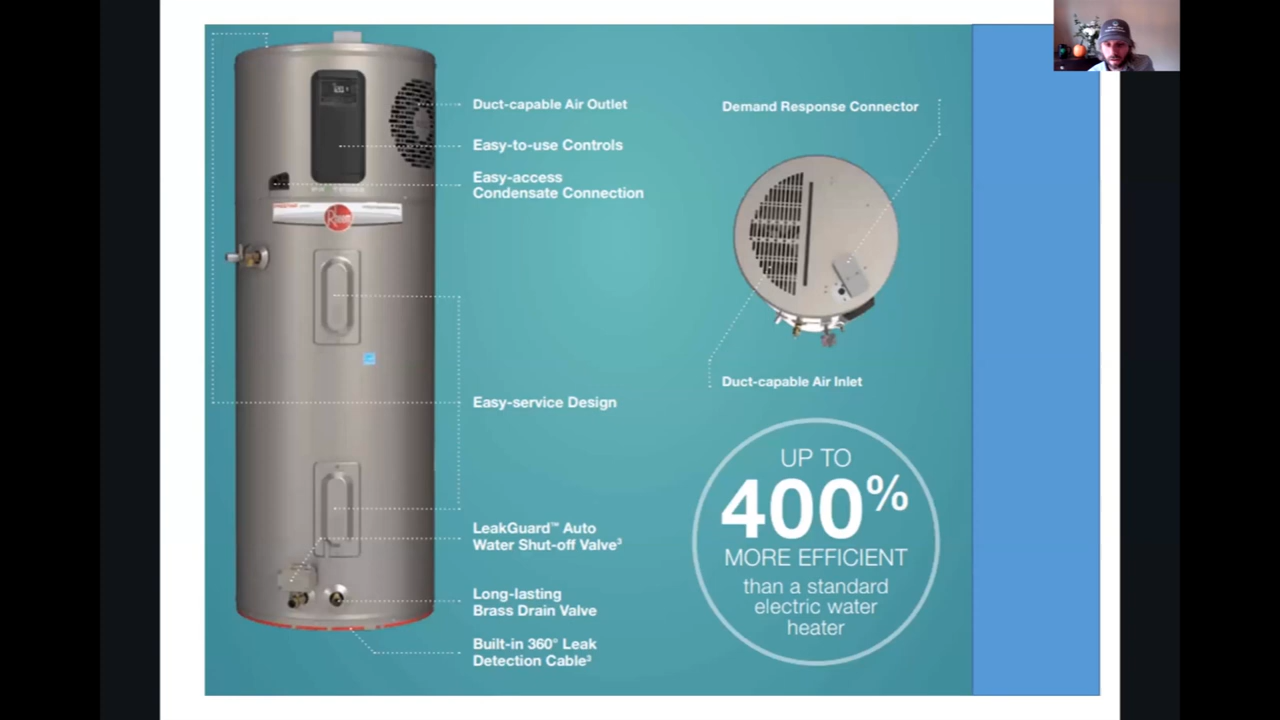 Duct-capable Air Outlet
Easy-to-use Controls
Easy-access
Condensate Connection
Easy-service Design
LeakGuard™ Auto
Water Shut-off Valve³
Long-lasting
Brass Drain Valve
Built-in 360° Leak
Detection Cable³
Demand Response Connector
Duct-capable Air Inlet
UP TO
400%
MORE EFFICIENT
than a standard
electric water
heater